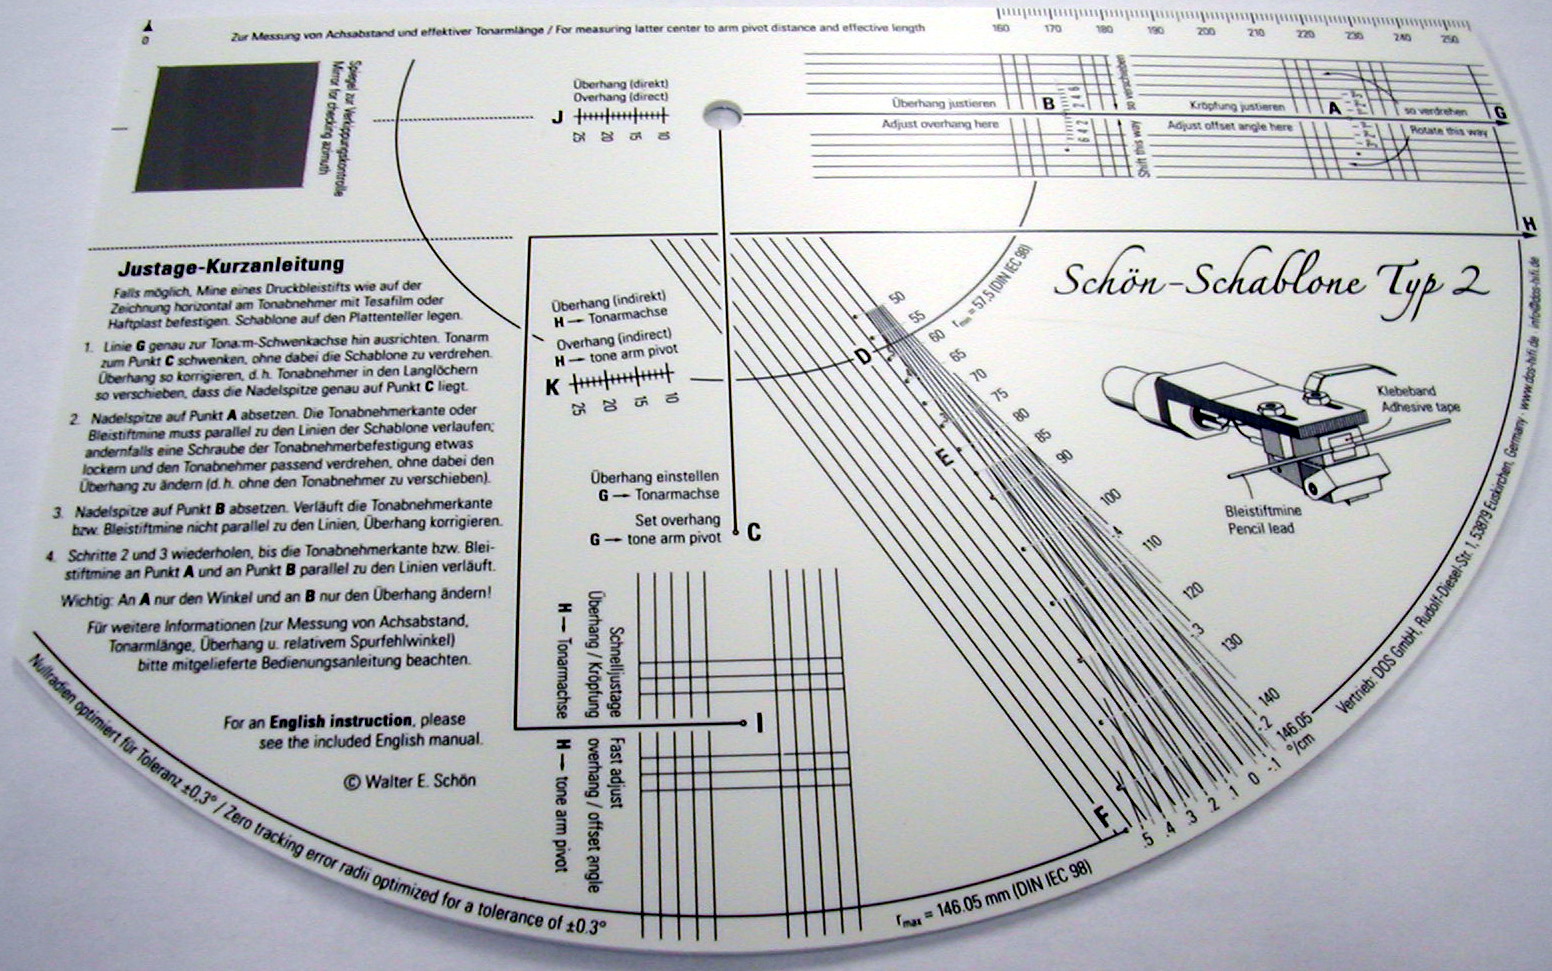 0
Zur Messung von Achsabstand und effektiver Tonarmlänge / For measuring latter center to arm pivot distance and effective length
160 170 180 190 200 210 220 230 240 250
Spiegel zur Verkippungskontrolle
Mirror for checking azimuth
Überhang (direkt)
Overhang (direct)
J
25 20 15 10
Überhang justieren
Adjust overhang here
B
2 4 6
6 4 2
so verschieben
Shift this way
Kröpfung justieren
Adjust offset angle here
A
so verdrehen
Rotate this way
G
H
Justage-Kurzanleitung
Falls möglich, Mine eines Druckbleistifts wie auf der
Zeichnung horizontal am Tonabnehmer mit Tesafilm oder
Haftplast befestigen. Schablone auf den Plattenteller legen.
1. Linie G genau zur Tonarm-Schwenkachse hin ausrichten. Tonarm
zum Punkt C schwenken, ohne dabei die Schablone zu verdrehen.
Überhang so korrigieren, d. h. Tonabnehmer in den Langlöchern
so verschieben, dass die Nadelspitze genau auf Punkt C liegt.
2. Nadelspitze auf Punkt A absetzen. Die Tonabnehmerkante oder
Bleistiftmine muss parallel zu den Linien der Schablone verlaufen;
andernfalls eine Schraube der Tonabnehmerbefestigung etwas
lockern und den Tonabnehmer passend verdrehen, ohne dabei den
Überhang zu ändern (d. h. ohne den Tonabnehmer zu verschieben).
3. Nadelspitze auf Punkt B absetzen. Verläuft die Tonabnehmerkante
bzw. Bleistiftmine nicht parallel zu den Linien, Überhang korrigieren.
4. Schritte 2 und 3 wiederholen, bis die Tonabnehmerkante bzw. Blei-
stiftmine an Punkt A und an Punkt B parallel zu den Linien verläuft.
Wichtig: An A nur den Winkel und an B nur den Überhang ändern!
Für weitere Informationen (zur Messung von Achsabstand,
Tonarmlänge, Überhang u. relativem Spurfehlwinkel)
bitte mitgelieferte Bedienungsanleitung beachten.
For an English instruction, please
see the included English manual.
© Walter E. Schön
Überhang (indirekt)
H → Tonarmachse
Overhang (indirect)
H → tone arm pivot
K
25 20 15 10
Überhang einstellen
G → Tonarmachse
Set overhang
G → tone arm pivot
C
Schnelljustage
Überhang / Kröpfung
H → Tonarmachse
I
Fast adjust
overhang / offset angle
H → tone arm pivot
D
E
F
rmin = 57,5 (DIN IEC 98)
50
55
60
65
70
75
80
85
90
100
110
120
130
140
146.05
°/cm
.4
.3
-.2
-.1
0
.1
.2
.3
.4
.5
Schön-Schablone Typ 2
Klebeband
Adhesive tape
Bleistiftmine
Pencil lead
rmax = 146.05 mm (DIN IEC 98)
Nullradien optimiert für Toleranz ±0,3° / Zero tracking error radii optimized for a tolerance of ±0.3°
Vertrieb: DOS GmbH, Rudolf-Diesel-Str. 1, 53879 Euskirchen, Germany · www.dos-hifi.de · info@dos-hifi.de